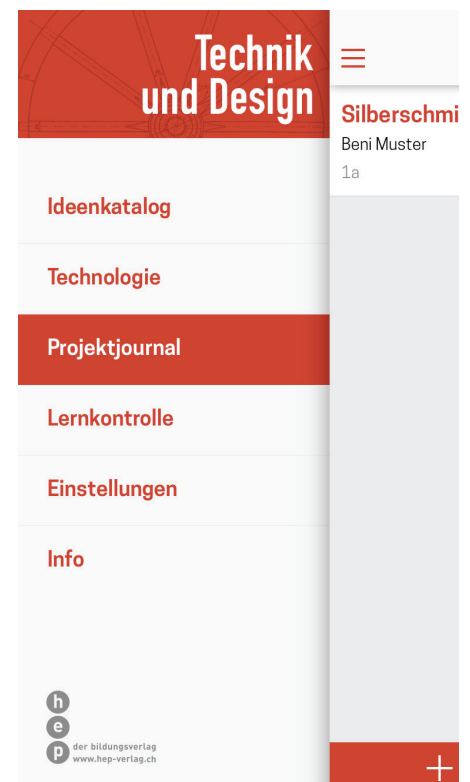 Technik
und Design
Ideenkatalog
Technologie
Projektjournal
Lernkontrolle
Einstellungen
Info
h
e
p
der bildungsverlag
www.hep-verlag.ch
Silberschmi
Beni Muster
1a